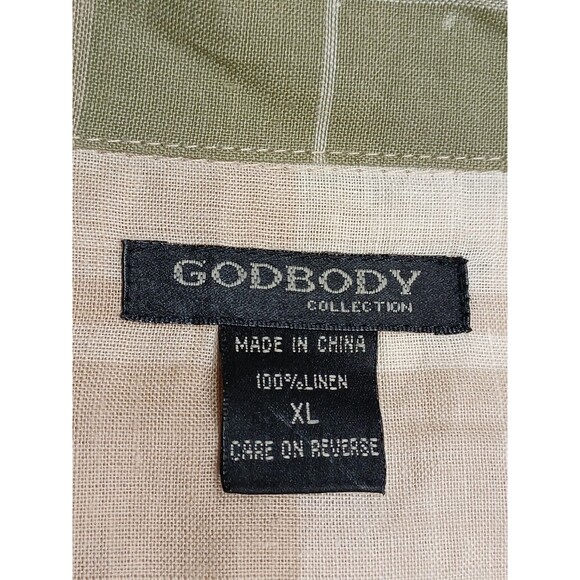 GODBODY
COLLECTION
MADE IN CHINA
100%LINEN
XL
CARE ON REVERSE